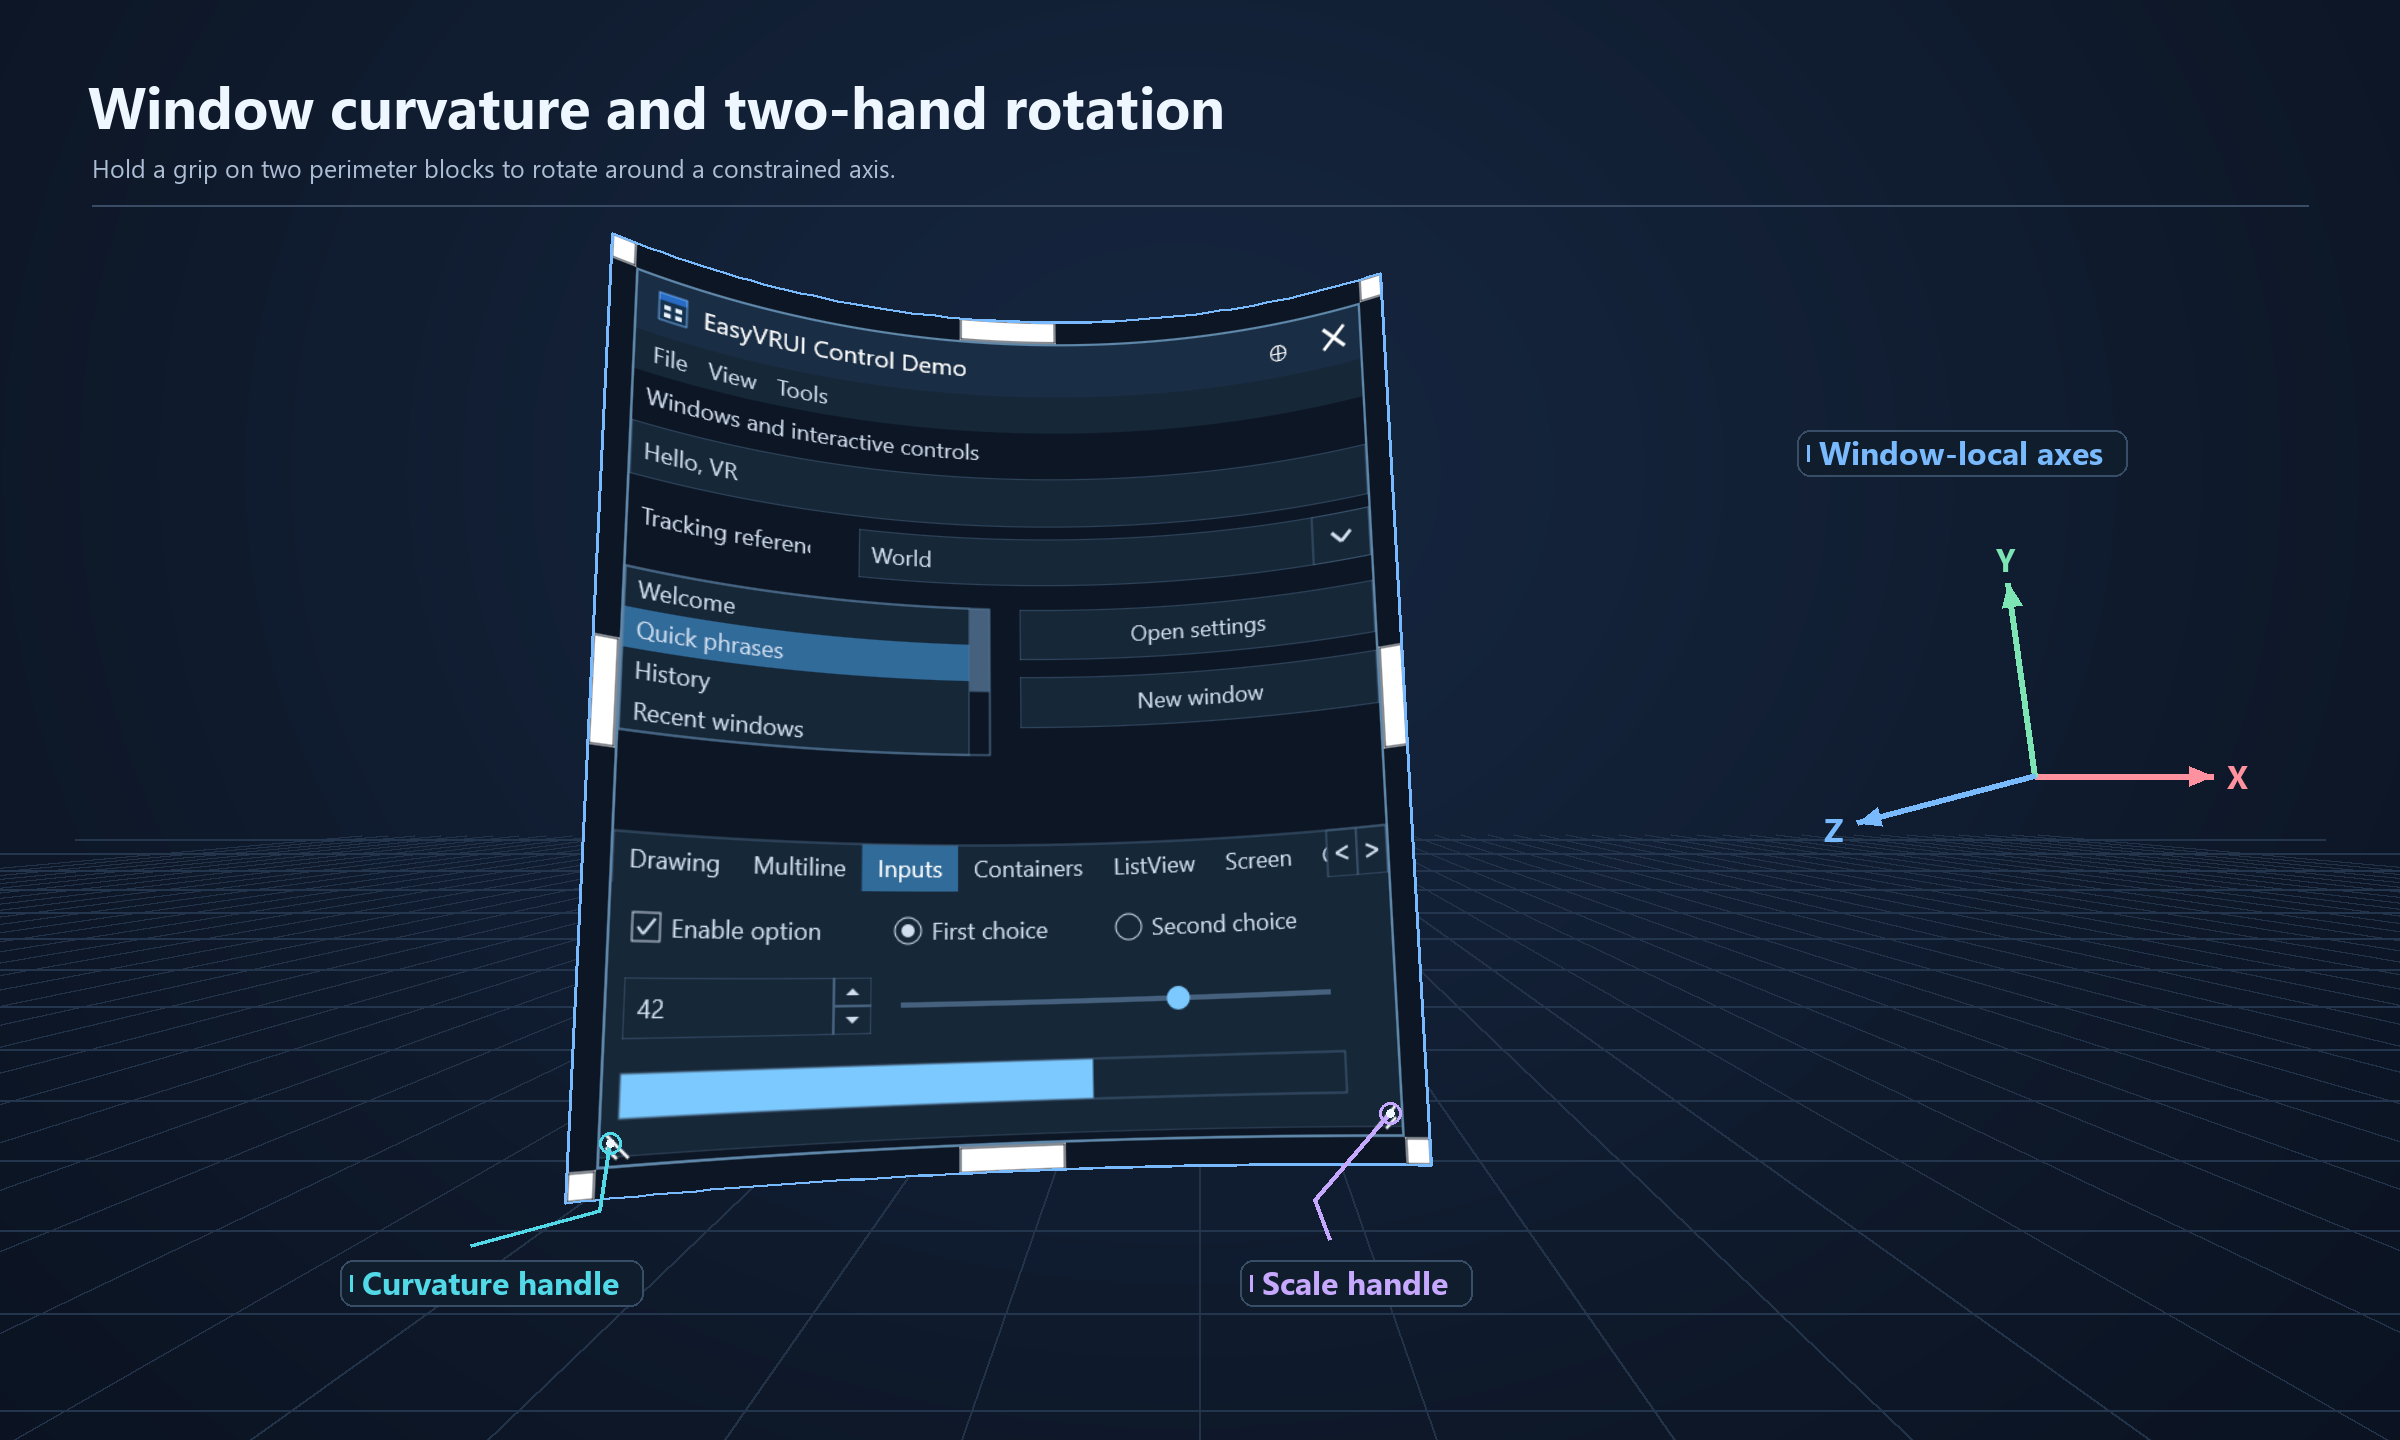 Window curvature and two-hand rotation
Hold a grip on two perimeter blocks to rotate around a constrained axis.
EasyVRUI Control Demo
File View Tools
Windows and interactive controls
Hello, VR
Tracking referen
World
Welcome
Quick phrases
History
Recent windows
Open settings
New window
Drawing Multiline Inputs Containers ListView Screen < >
Enable option First choice Second choice
42
Window-local axes
Y
X
Z
Curvature handle
Scale handle